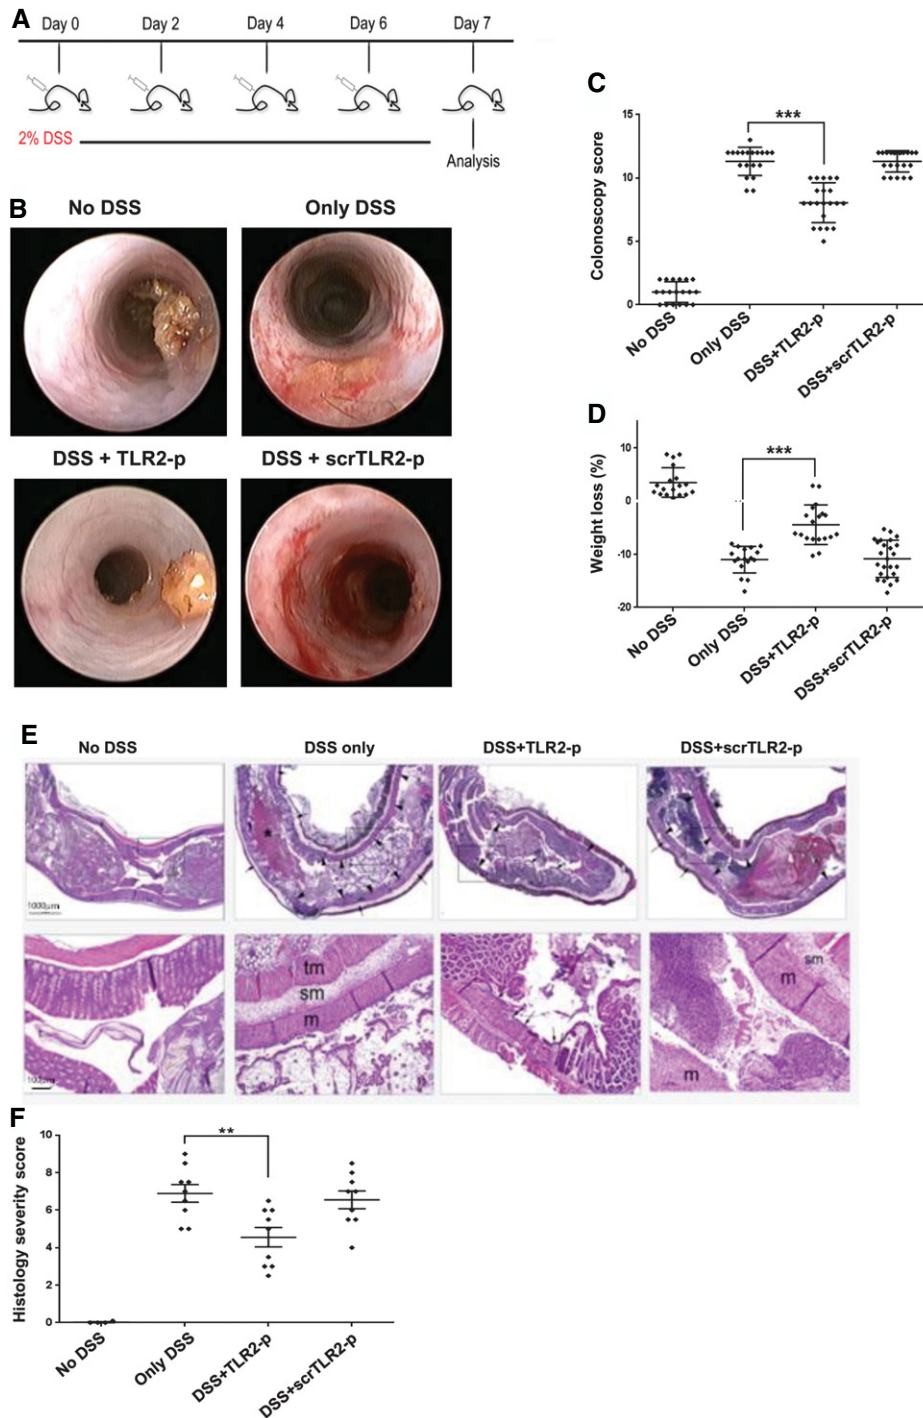 A
Day 0 Day 2 Day 4 Day 6 Day 7
2% DSS
Analysis
B
No DSS Only DSS
DSS + TLR2-p DSS + scrTLR2-p
C
Colonoscopy score
15
***
10
5
0
No DSS Only DSS DSS+TLR2-p DSS+scrTLR2-p
D
Weight loss (%)
10
***
0
-10
-20
No DSS Only DSS DSS+TLR2-p DSS+scrTLR2-p
E
No DSS DSS only DSS+TLR2-p DSS+scrTLR2-p
*
1000µm
tm
sm
m
sm
m
m
100µm
F
Histology severity score
10
**
8
6
4
2
0
No DSS Only DSS DSS+TLR2-p DSS+scrTLR2-p